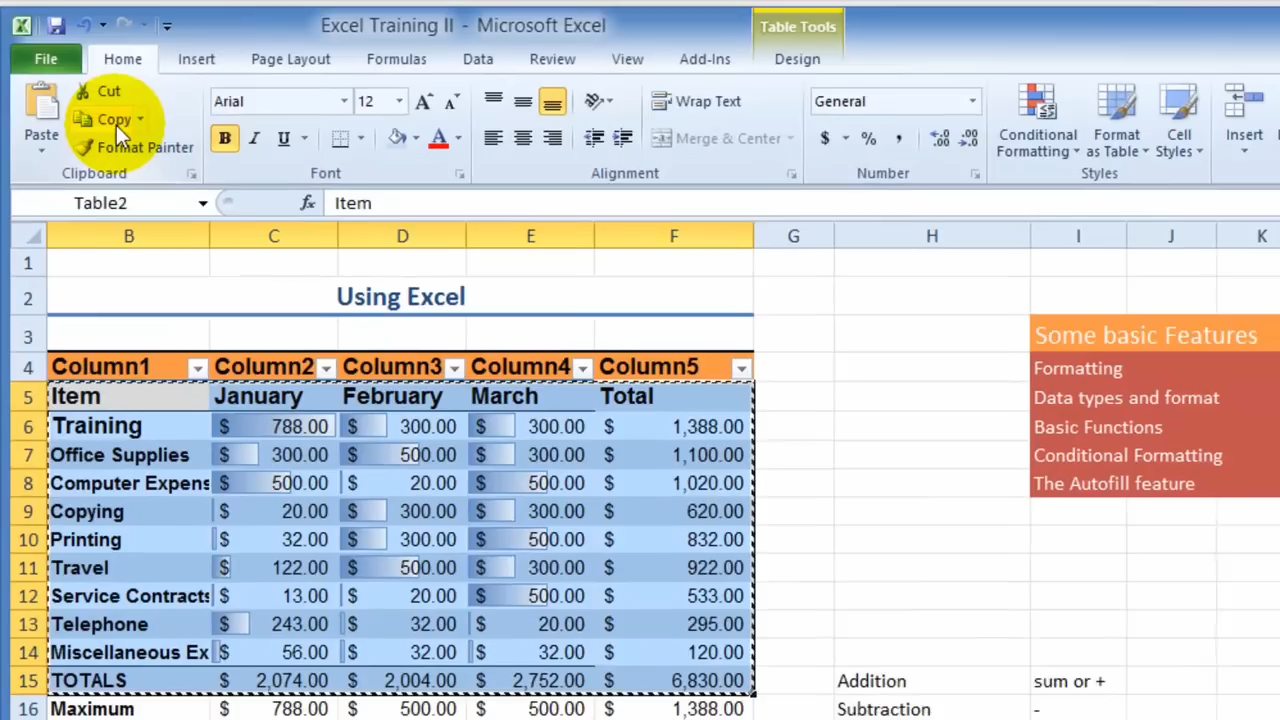 Excel Training II - Microsoft Excel
Table Tools
File Home Insert Page Layout Formulas Data Review View Add-Ins Design
Cut
Copy
Format Painter
Paste
Clipboard
Arial 12 A A
B I U A
Font
Wrap Text
Merge & Center
Alignment
General
$ % ,
Number
Conditional Formatting
Format as Table
Cell Styles
Styles
Insert
Table2 fx Item
B C D E F G H I J K
1
2 Using Excel
3 Some basic Features
4 Column1 Column2 Column3 Column4 Column5 Formatting
5 Item January February March Total Data types and format
6 Training $ 788.00 $ 300.00 $ 300.00 $ 1,388.00 Basic Functions
7 Office Supplies $ 300.00 $ 500.00 $ 300.00 $ 1,100.00 Conditional Formatting
8 Computer Expens $ 500.00 $ 20.00 $ 500.00 $ 1,020.00 The Autofill feature
9 Copying $ 20.00 $ 300.00 $ 300.00 $ 620.00
10 Printing $ 32.00 $ 300.00 $ 500.00 $ 832.00
11 Travel $ 122.00 $ 500.00 $ 300.00 $ 922.00
12 Service Contracts $ 13.00 $ 20.00 $ 500.00 $ 533.00
13 Telephone $ 243.00 $ 32.00 $ 20.00 $ 295.00
14 Miscellaneous Ex $ 56.00 $ 32.00 $ 32.00 $ 120.00
15 TOTALS $ 2,074.00 $ 2,004.00 $ 2,752.00 $ 6,830.00 Addition sum or +
16 Maximum $ 788.00 $ 500.00 $ 500.00 $ 1,388.00 Subtraction -